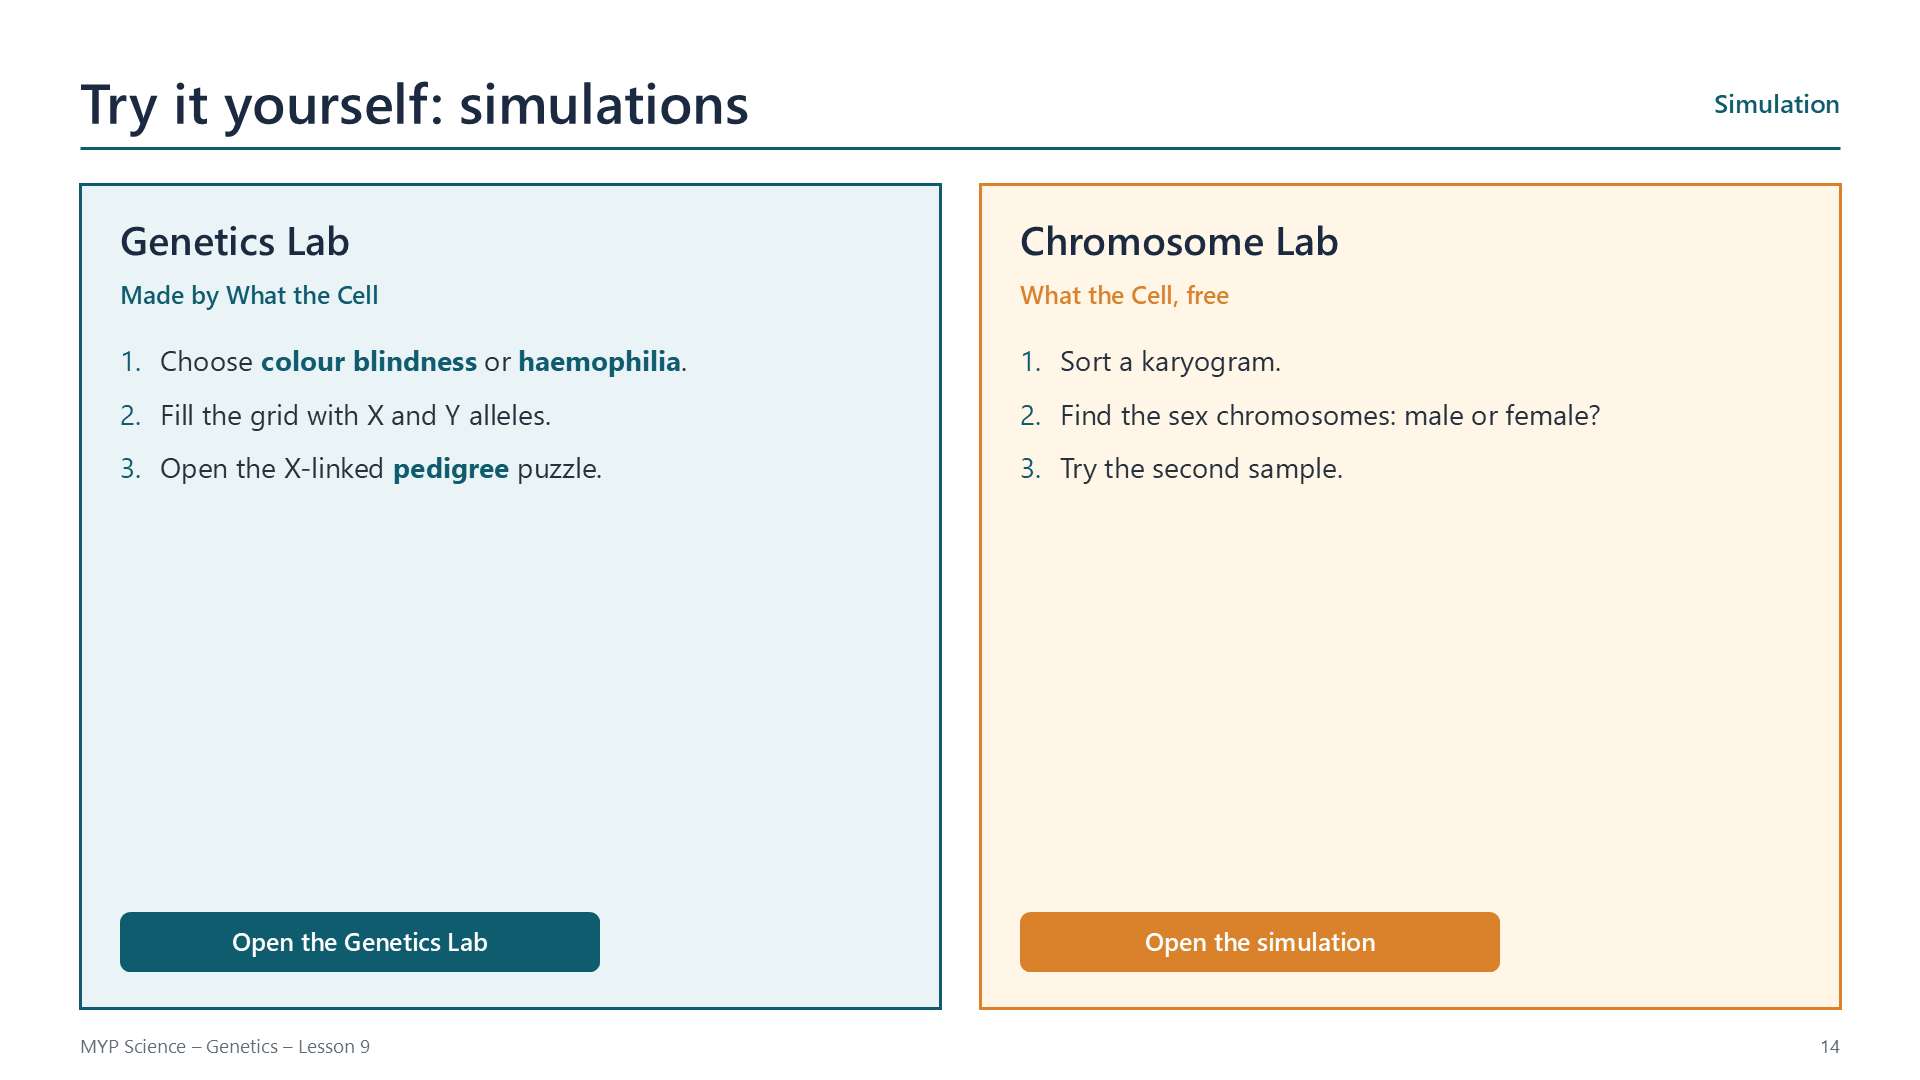 Try it yourself: simulations
Simulation
Genetics Lab
Made by What the Cell
1. Choose colour blindness or haemophilia.
2. Fill the grid with X and Y alleles.
3. Open the X-linked pedigree puzzle.
Open the Genetics Lab
Chromosome Lab
What the Cell, free
1. Sort a karyogram.
2. Find the sex chromosomes: male or female?
3. Try the second sample.
Open the simulation
MYP Science – Genetics – Lesson 9
14